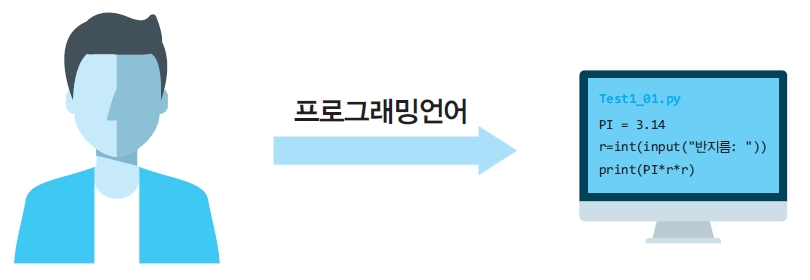 프로그래밍언어
Test1_01.py
PI = 3.14
r=int(input("반지름: "))
print(PI*r*r)